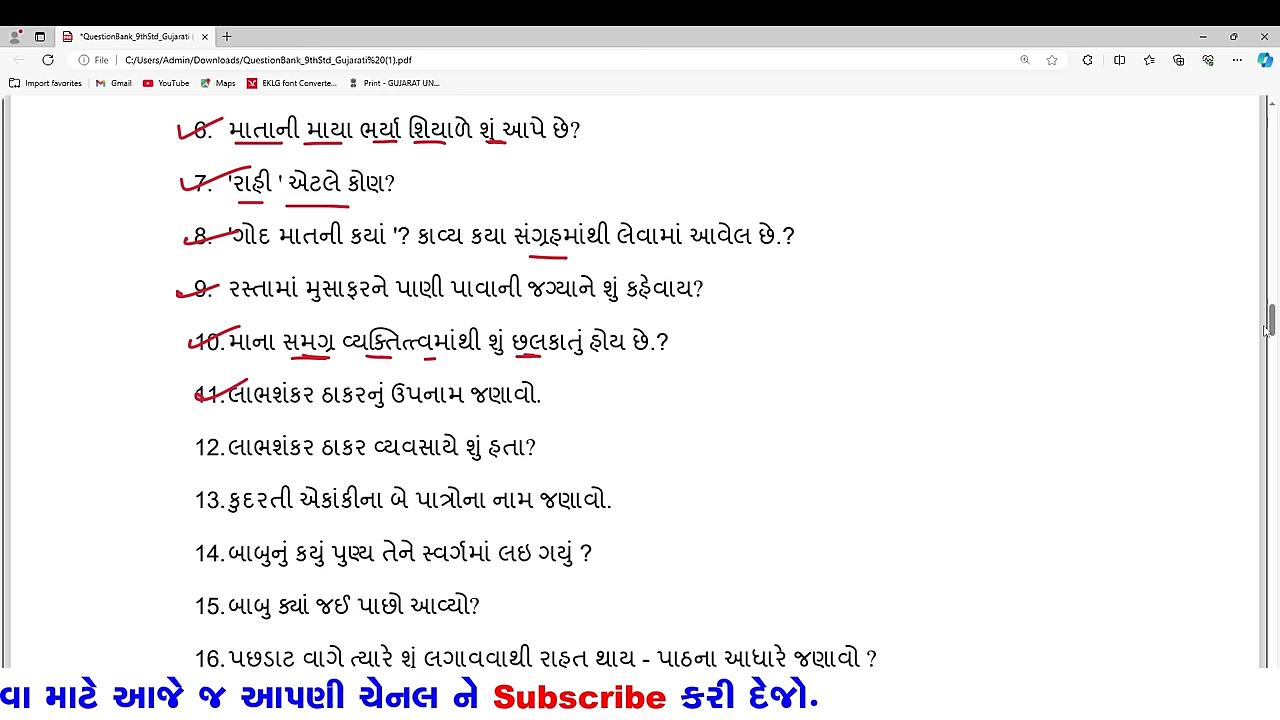 *QuestionBank_9thStd_Gujarati (
File C:/Users/Admin/Downloads/QuestionBank_9thStd_Gujarati%20(1).pdf
Import favorites Gmail YouTube Maps EKLG font Converte... Print - GUJARAT UN...
6. માતાની માયા ભર્યા શિયાળે શું આપે છે?
7. 'રાહી ' એટલે કોણ?
8. 'ગોદ માતની કયાં '? કાવ્ય કયા સંગ્રહમાંથી લેવામાં આવેલ છે.?
9. રસ્તામાં મુસાફરને પાણી પાવાની જગ્યાને શું કહેવાય?
10. માના સમગ્ર વ્યક્તિત્વમાંથી શું છલકાતું હોય છે.?
11. લાભશંકર ઠાકરનું ઉપનામ જણાવો.
12. લાભશંકર ઠાકર વ્યવસાયે શું હતા?
13. કુદરતી એકાંકીના બે પાત્રોના નામ જણાવો.
14. બાબુનું કયું પુણ્ય તેને સ્વર્ગમાં લઇ ગયું ?
15. બાબુ ક્યાં જઈ પાછો આવ્યો?
16. પછડાટ વાગે ત્યારે શું લગાવવાથી રાહત થાય - પાઠના આધારે જણાવો ?
વા માટે આજે જ આપણી ચેનલ ને Subscribe કરી દેજો.